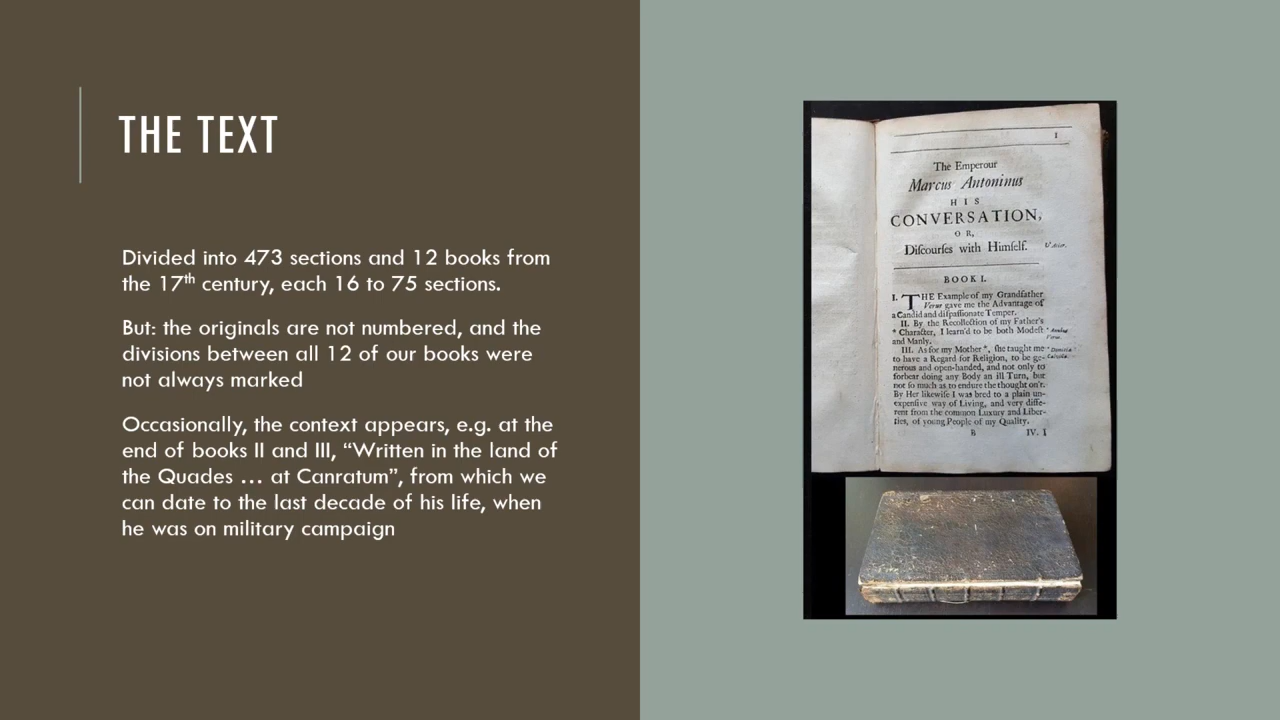 THE TEXT
Divided into 473 sections and 12 books from
the 17th century, each 16 to 75 sections.
But: the originals are not numbered, and the
divisions between all 12 of our books were
not always marked
Occasionally, the context appears, e.g. at the
end of books II and III, “Written in the land of
the Quades … at Canratum”, from which we
can date to the last decade of his life, when
he was on military campaign
I
The Emperour
Marcus Antoninus
HIS
CONVERSATION,
OR,
Diſcourſes with Himſelf.
BOOK I.
I. THE Example of my Grandfather
Verus gave me the Advantage of
a Candid and diſpaſſionate Temper.
II. By the Recollection of my Father's
* Character, I learn'd to be both Modeſt
and Manly.
III. As for my Mother *, ſhe taught me
to have a Regard for Religion, to be ge-
nerous and open-handed, and not only to
forbear doing any Body an ill Turn, but
not ſo much as to endure the thought on't.
By Her likewiſe I was bred to a plain un-
expenſive way of Living, and very diffe-
rent from the common Luxury and Liber-
ties, of young People of my Quality.
B IV. I